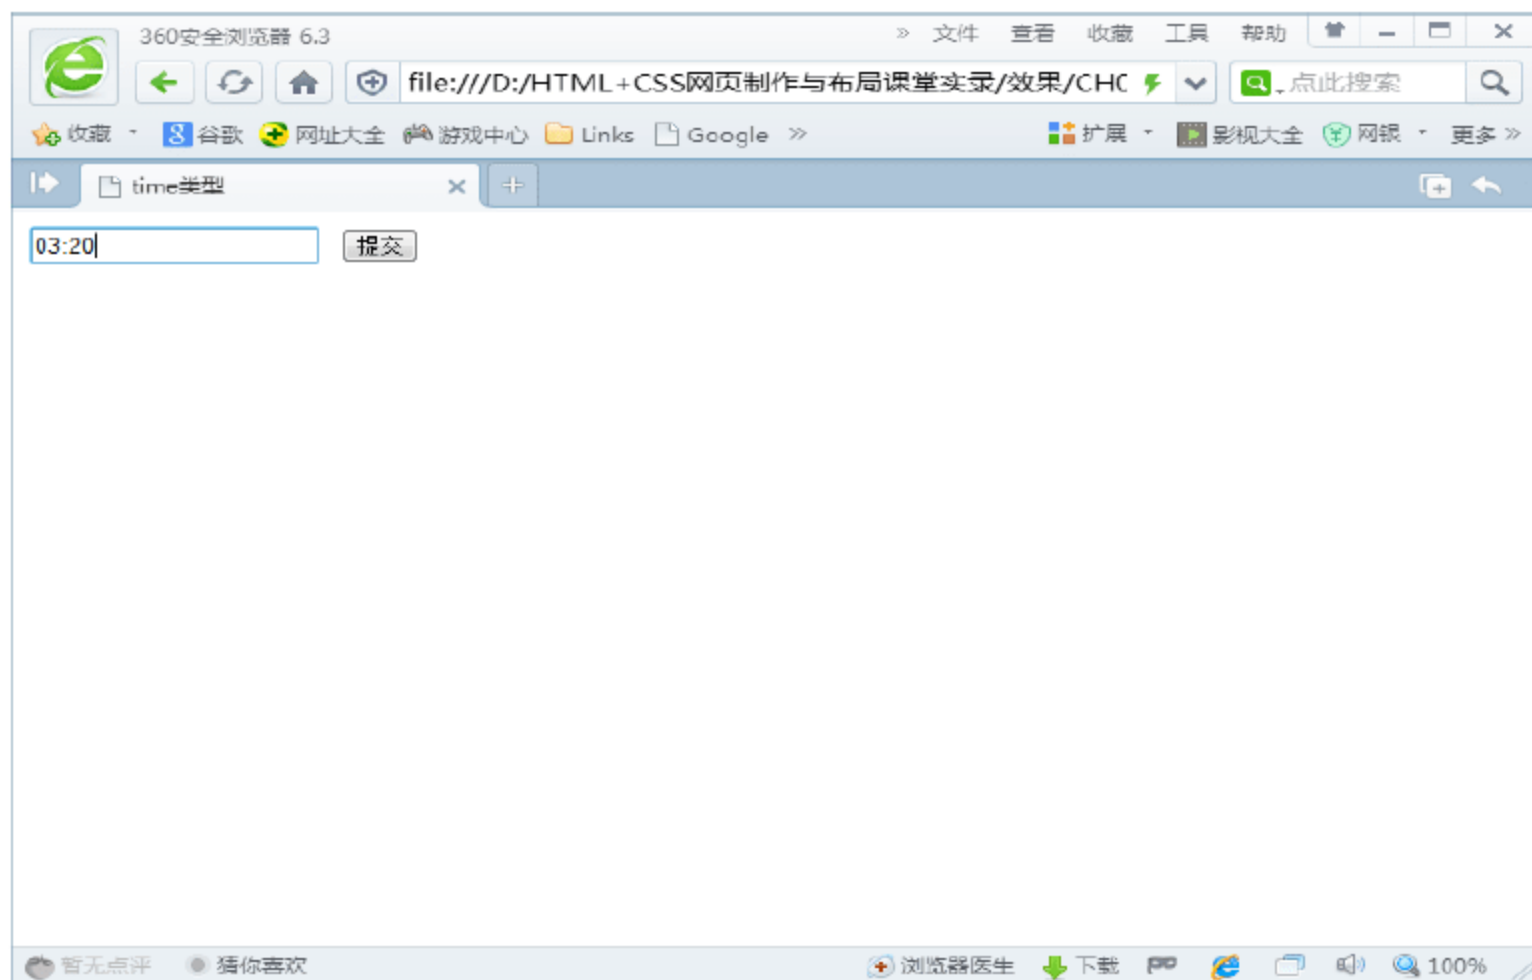 360安全浏览器 6.3
» 文件 查看 收藏 工具 帮助
file:///D:/HTML+CSS网页制作与布局课堂实录/效果/CHC
点此搜索
收藏 谷歌 网址大全 游戏中心 Links Google » 扩展 影视大全 网银 更多 »
time类型
03:20 提交
暂无点评 猜你喜欢 浏览器医生 下载 100%